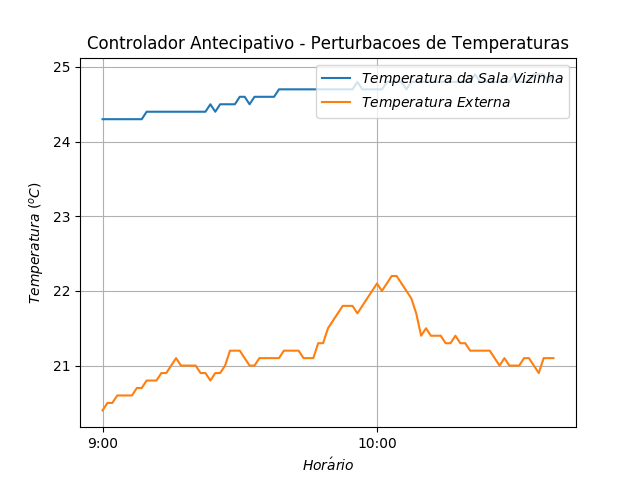 Controlador Antecipativo - Perturbacoes de Temperaturas
25
Temperatura da Sala Vizinha
Temperatura Externa
24
23
22
21
Temperatura (°C)
9:00
10:00
Horário